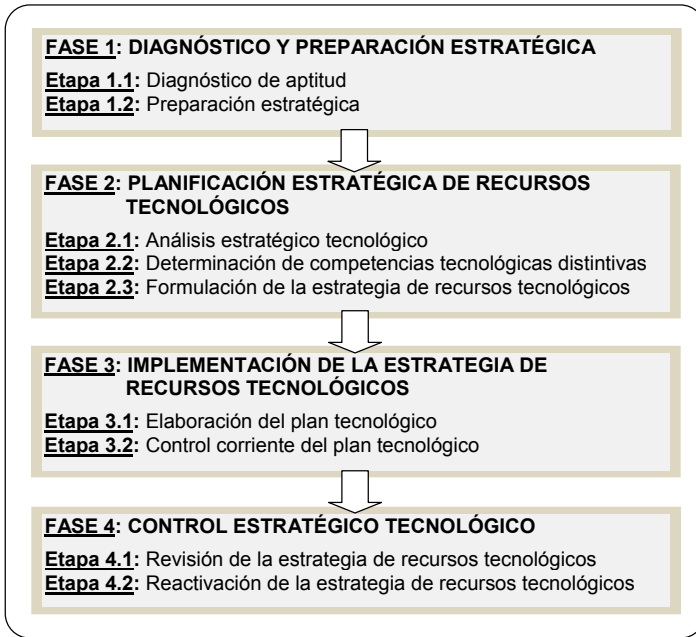 FASE 1: DIAGNÓSTICO Y PREPARACIÓN ESTRATÉGICA
Etapa 1.1: Diagnóstico de aptitud
Etapa 1.2: Preparación estratégica
FASE 2: PLANIFICACIÓN ESTRATÉGICA DE RECURSOS
TECNOLÓGICOS
Etapa 2.1: Análisis estratégico tecnológico
Etapa 2.2: Determinación de competencias tecnológicas distintivas
Etapa 2.3: Formulación de la estrategia de recursos tecnológicos
FASE 3: IMPLEMENTACIÓN DE LA ESTRATEGIA DE
RECURSOS TECNOLÓGICOS
Etapa 3.1: Elaboración del plan tecnológico
Etapa 3.2: Control corriente del plan tecnológico
FASE 4: CONTROL ESTRATÉGICO TECNOLÓGICO
Etapa 4.1: Revisión de la estrategia de recursos tecnológicos
Etapa 4.2: Reactivación de la estrategia de recursos tecnológicos